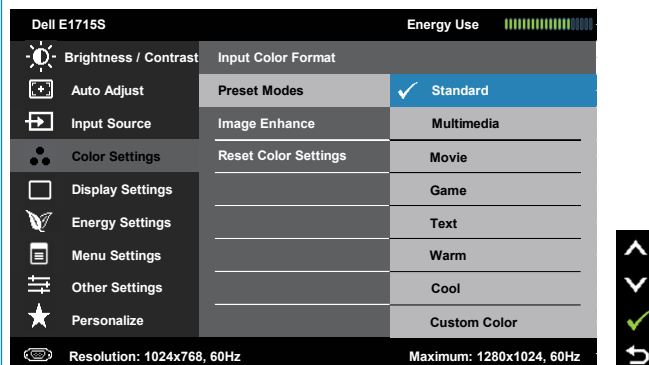 Dell E1715S Energy Use
Brightness / Contrast Input Color Format
Auto Adjust Preset Modes Standard
Input Source Image Enhance Multimedia
Color Settings Reset Color Settings Movie
Display Settings Game
Energy Settings Text
Menu Settings Warm
Other Settings Cool
Personalize Custom Color
Resolution: 1024x768, 60Hz Maximum: 1280x1024, 60Hz